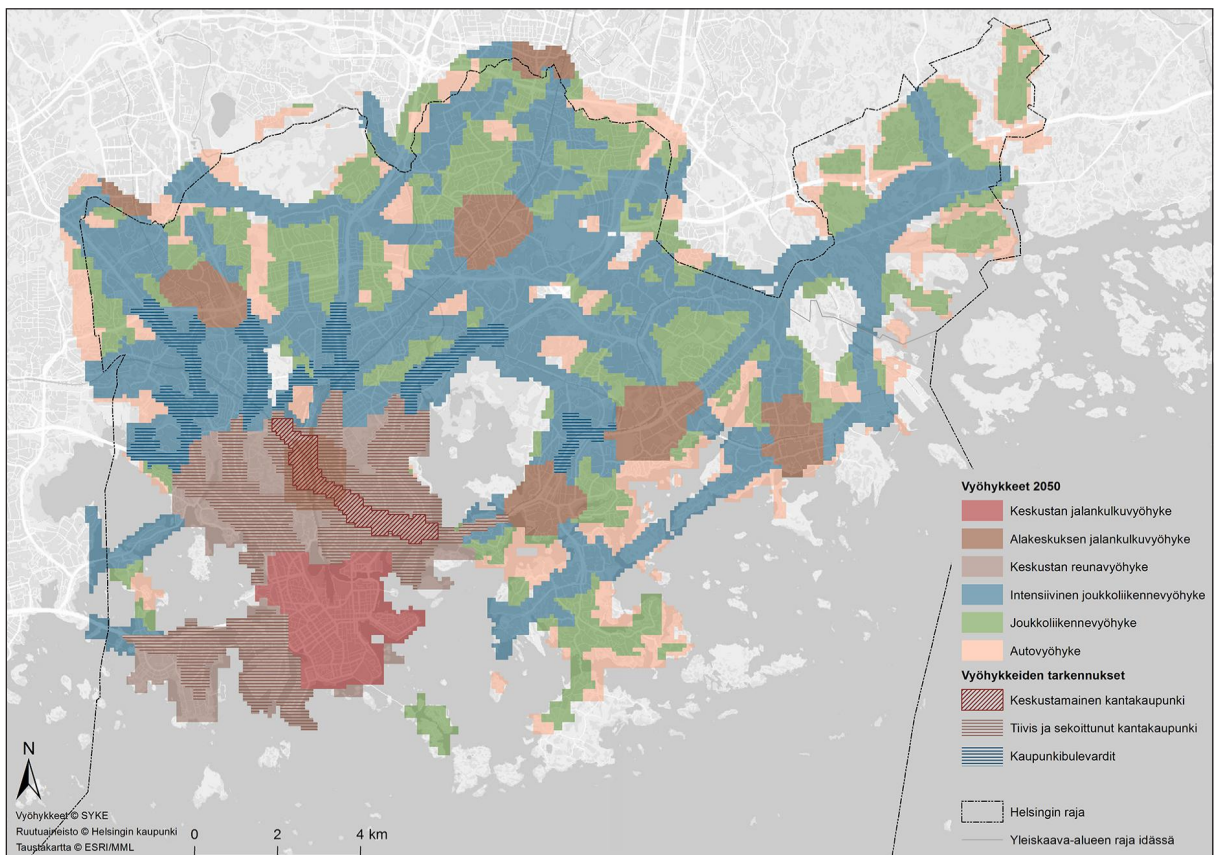 Vyöhykkeet 2050
Keskustan jalankulkuvyöhyke
Alakeskuksen jalankulkuvyöhyke
Keskustan reunavyöhyke
Intensiivinen joukkoliikennevyöhyke
Joukkoliikennevyöhyke
Autovyöhyke
Vyöhykkeiden tarkennukset
Keskustamainen kantakaupunki
Tiivis ja sekoittunut kantakaupunki
Kaupunkibulevardit
Helsingin raja
Yleiskaava-alueen raja idässä
N
Vyöhykkeet © SYKE
Ruutuaineisto © Helsingin kaupunki
Taustakartta © ESRI/MML
0 2 4 km